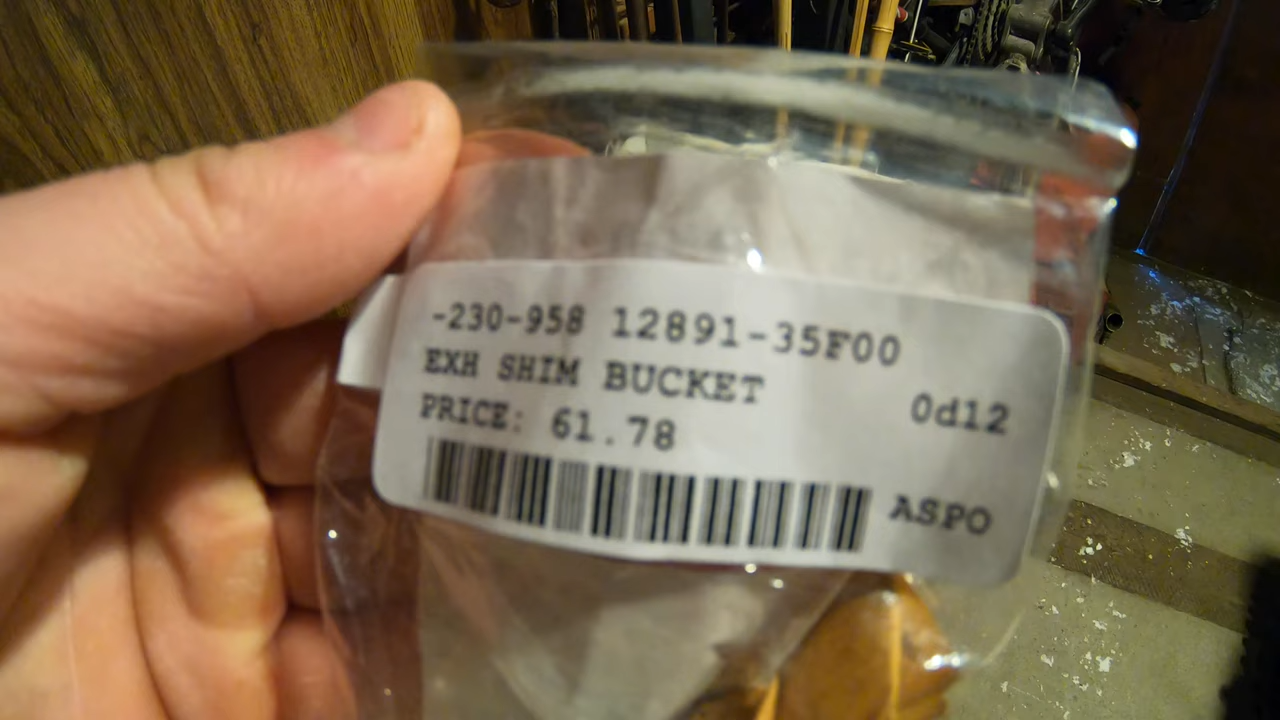 -230-958 12891-35F00
EXH SHIM BUCKET
0d12
PRICE: 61.78
ASPO